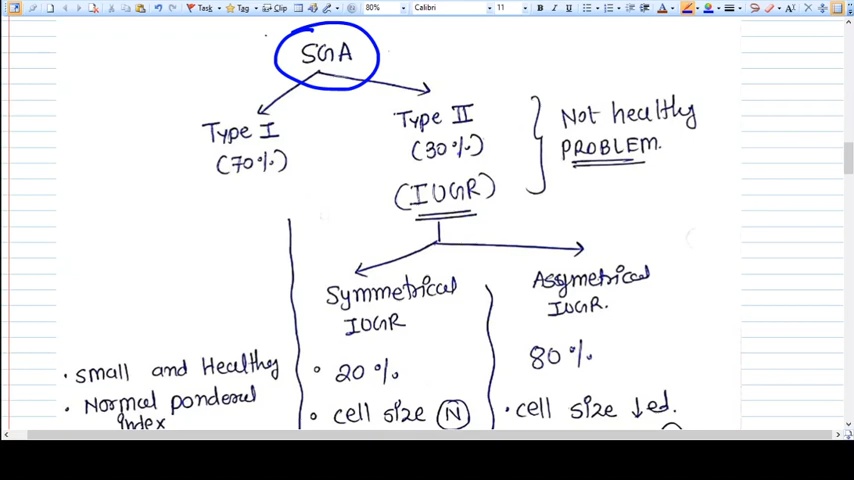 Task
Tag
Clip
80%
Calibri
11
B I U
SGA
Type I
(70%)
Type II
(30%)
(IUGR)
Not healthy
PROBLEM.
Symmetrical
IUGR
Assymetrical
IUGR.
• small and Healthy
• Normal ponderal
index
• 20%
• cell size N
80%
• cell size ↓ed.